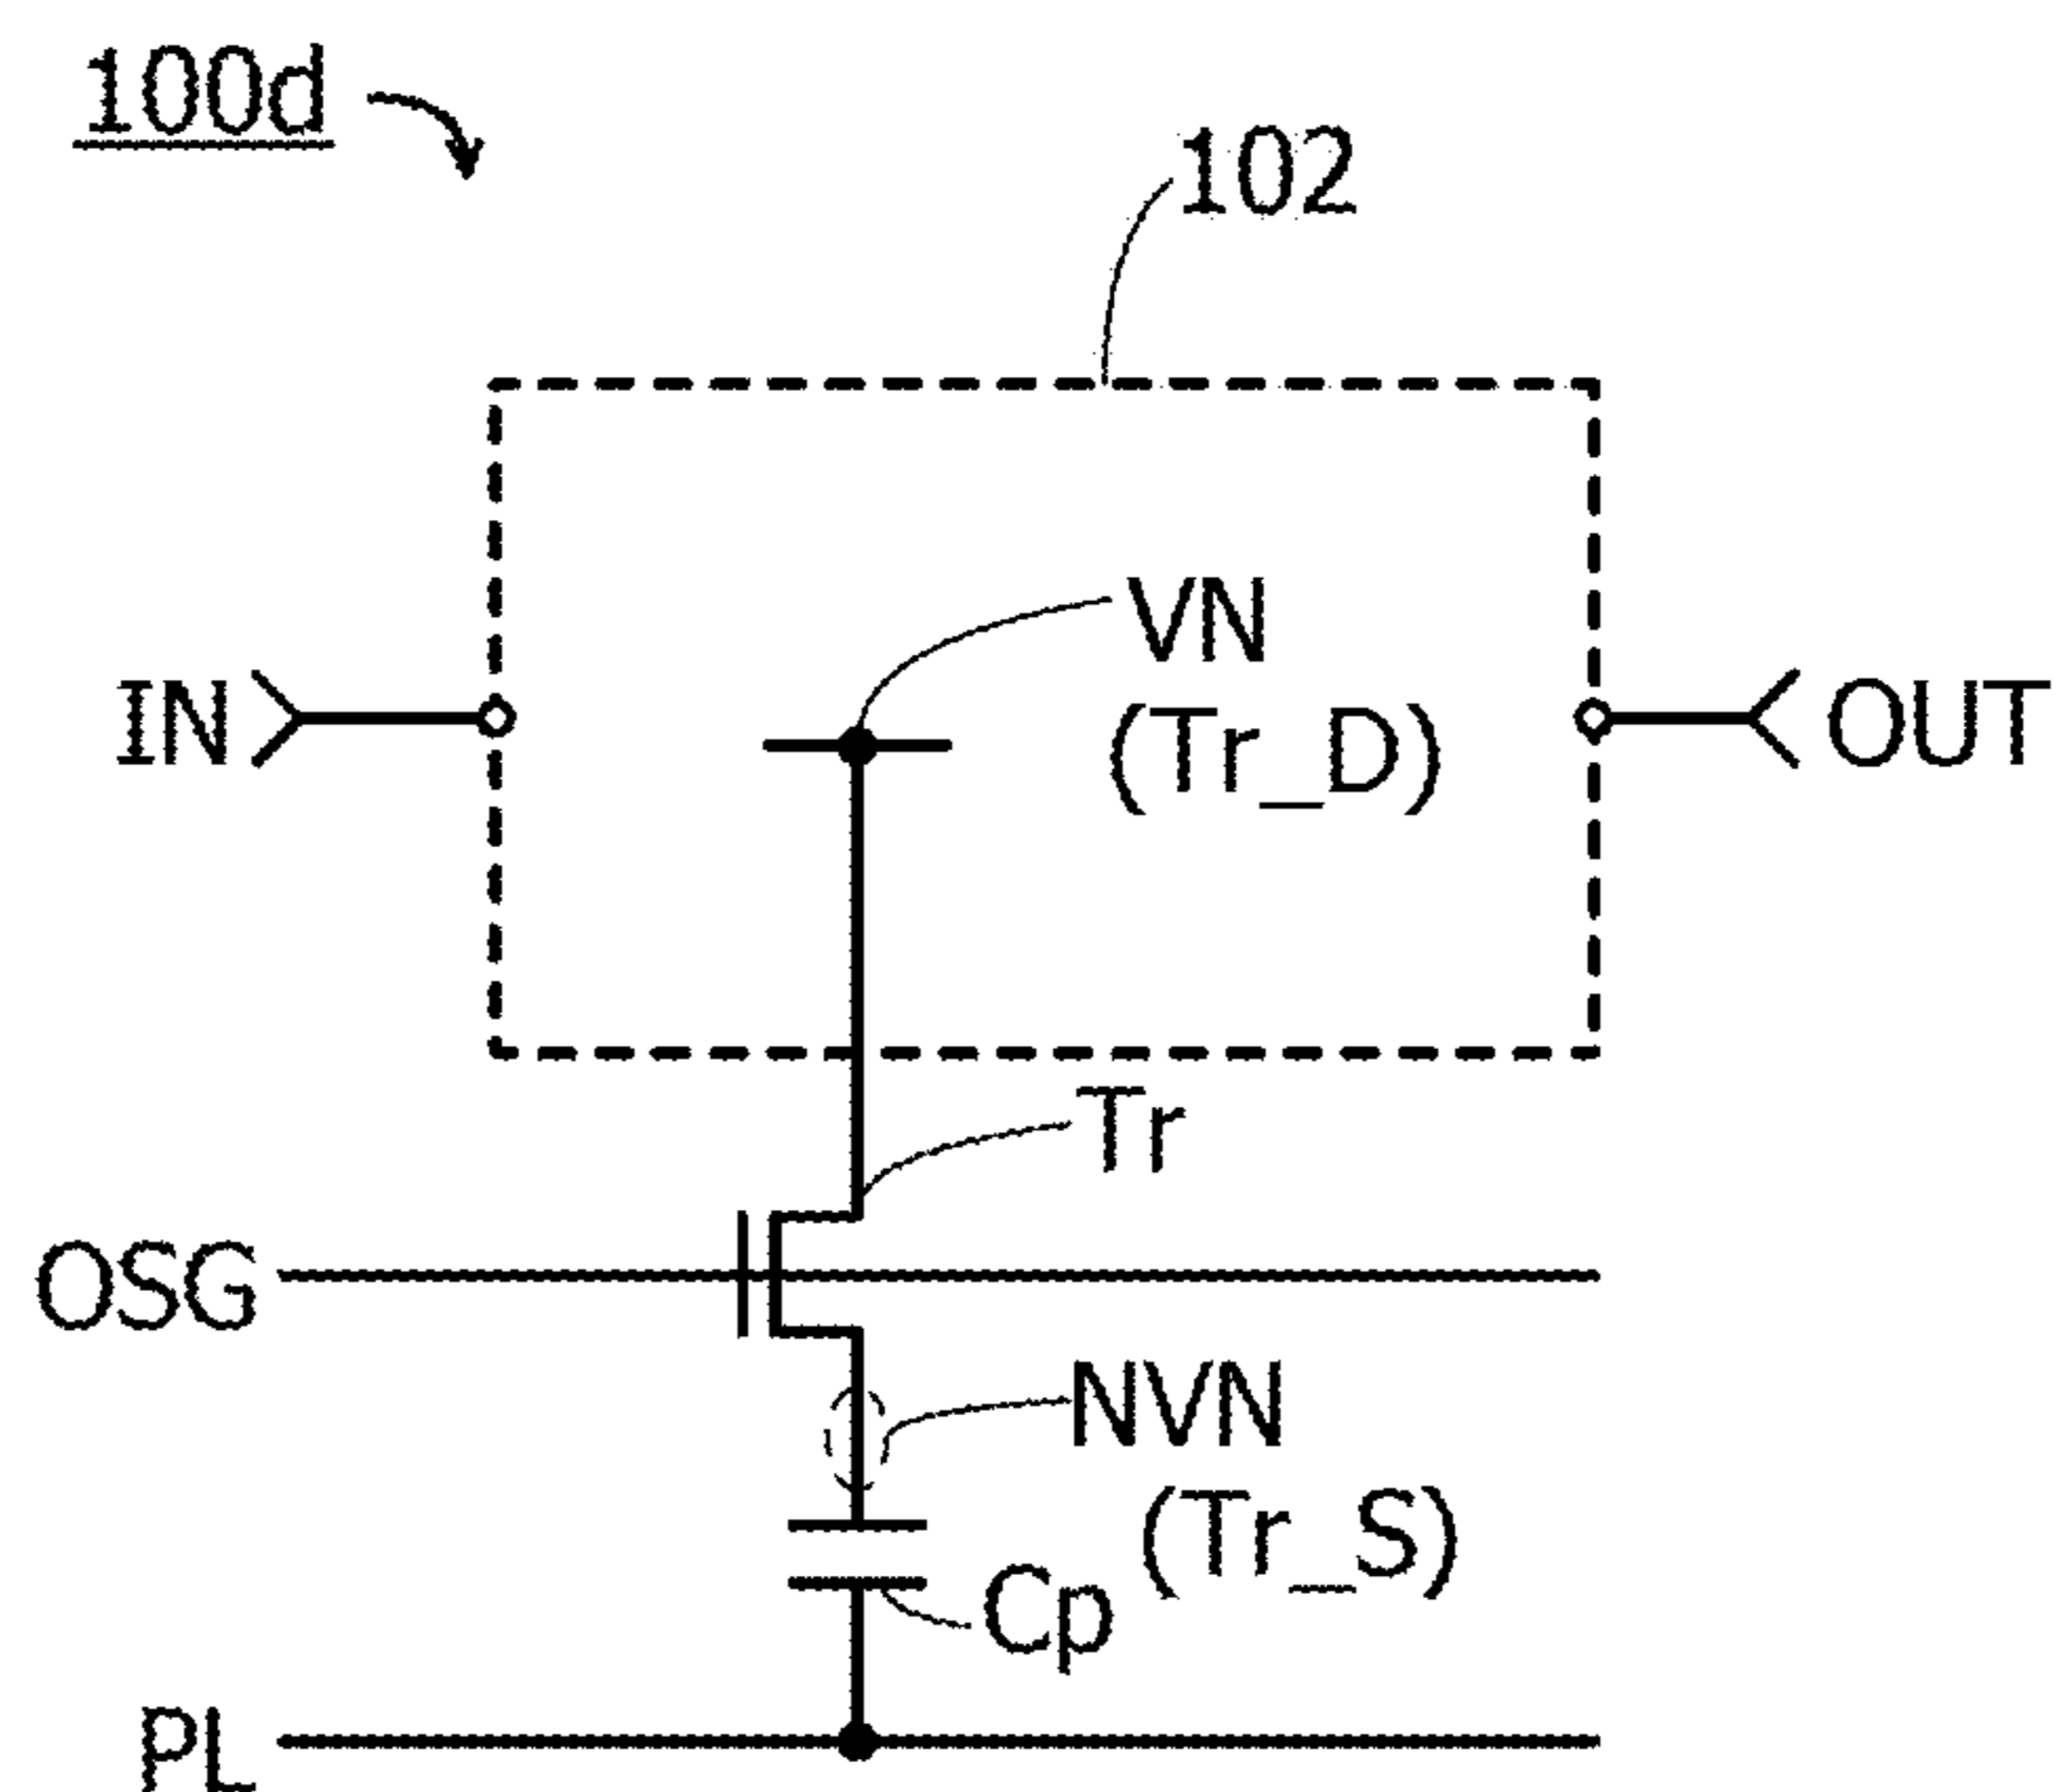 100d
102
VN
(Tr_D)
IN
OUT
Tr
OSG
NVN
(Tr_S)
Cp
PL